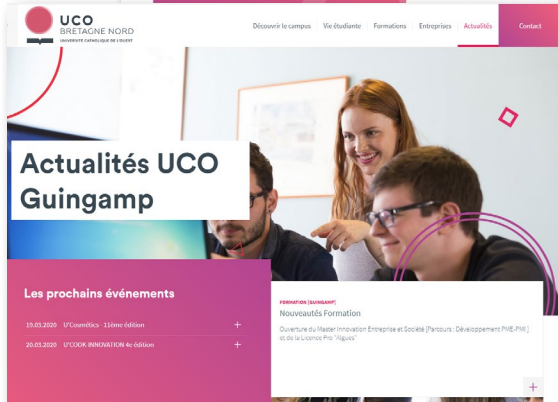 UCO
BRETAGNE NORD
UNIVERSITÉ CATHOLIQUE DE L'OUEST
Découvrir le campus Vie étudiante Formations Entreprises Actualités Contact
Actualités UCO
Guingamp
Les prochains événements
19.03.2020 U'Cosmétics - 11ème édition +
20.03.2020 U'COOK INNOVATION 4e édition +
FORMATION [GUINGAMP]
Nouveautés Formation
Ouverture du Master Innovation Entreprise et Société [Parcours : Développement PME-PMI ]
et de la Licence Pro "Algues"
+